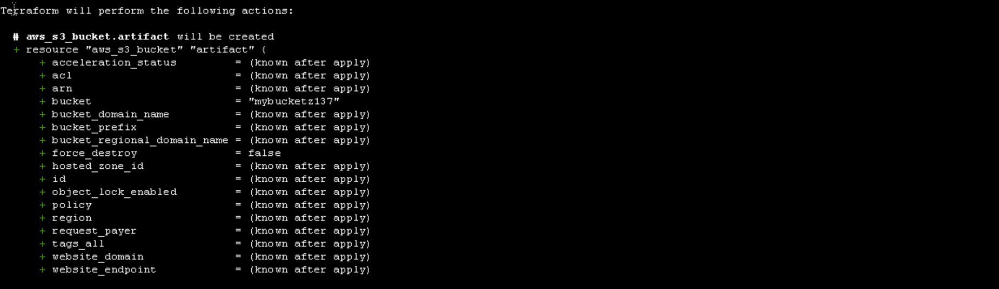 Terraform will perform the following actions:
# aws_s3_bucket.artifact will be created
+ resource "aws_s3_bucket" "artifact" {
+ acceleration_status = (known after apply)
+ acl = (known after apply)
+ arn = (known after apply)
+ bucket = "mybucketz137"
+ bucket_domain_name = (known after apply)
+ bucket_prefix = (known after apply)
+ bucket_regional_domain_name = (known after apply)
+ force_destroy = false
+ hosted_zone_id = (known after apply)
+ id = (known after apply)
+ object_lock_enabled = (known after apply)
+ policy = (known after apply)
+ region = (known after apply)
+ request_payer = (known after apply)
+ tags_all = (known after apply)
+ website_domain = (known after apply)
+ website_endpoint = (known after apply)